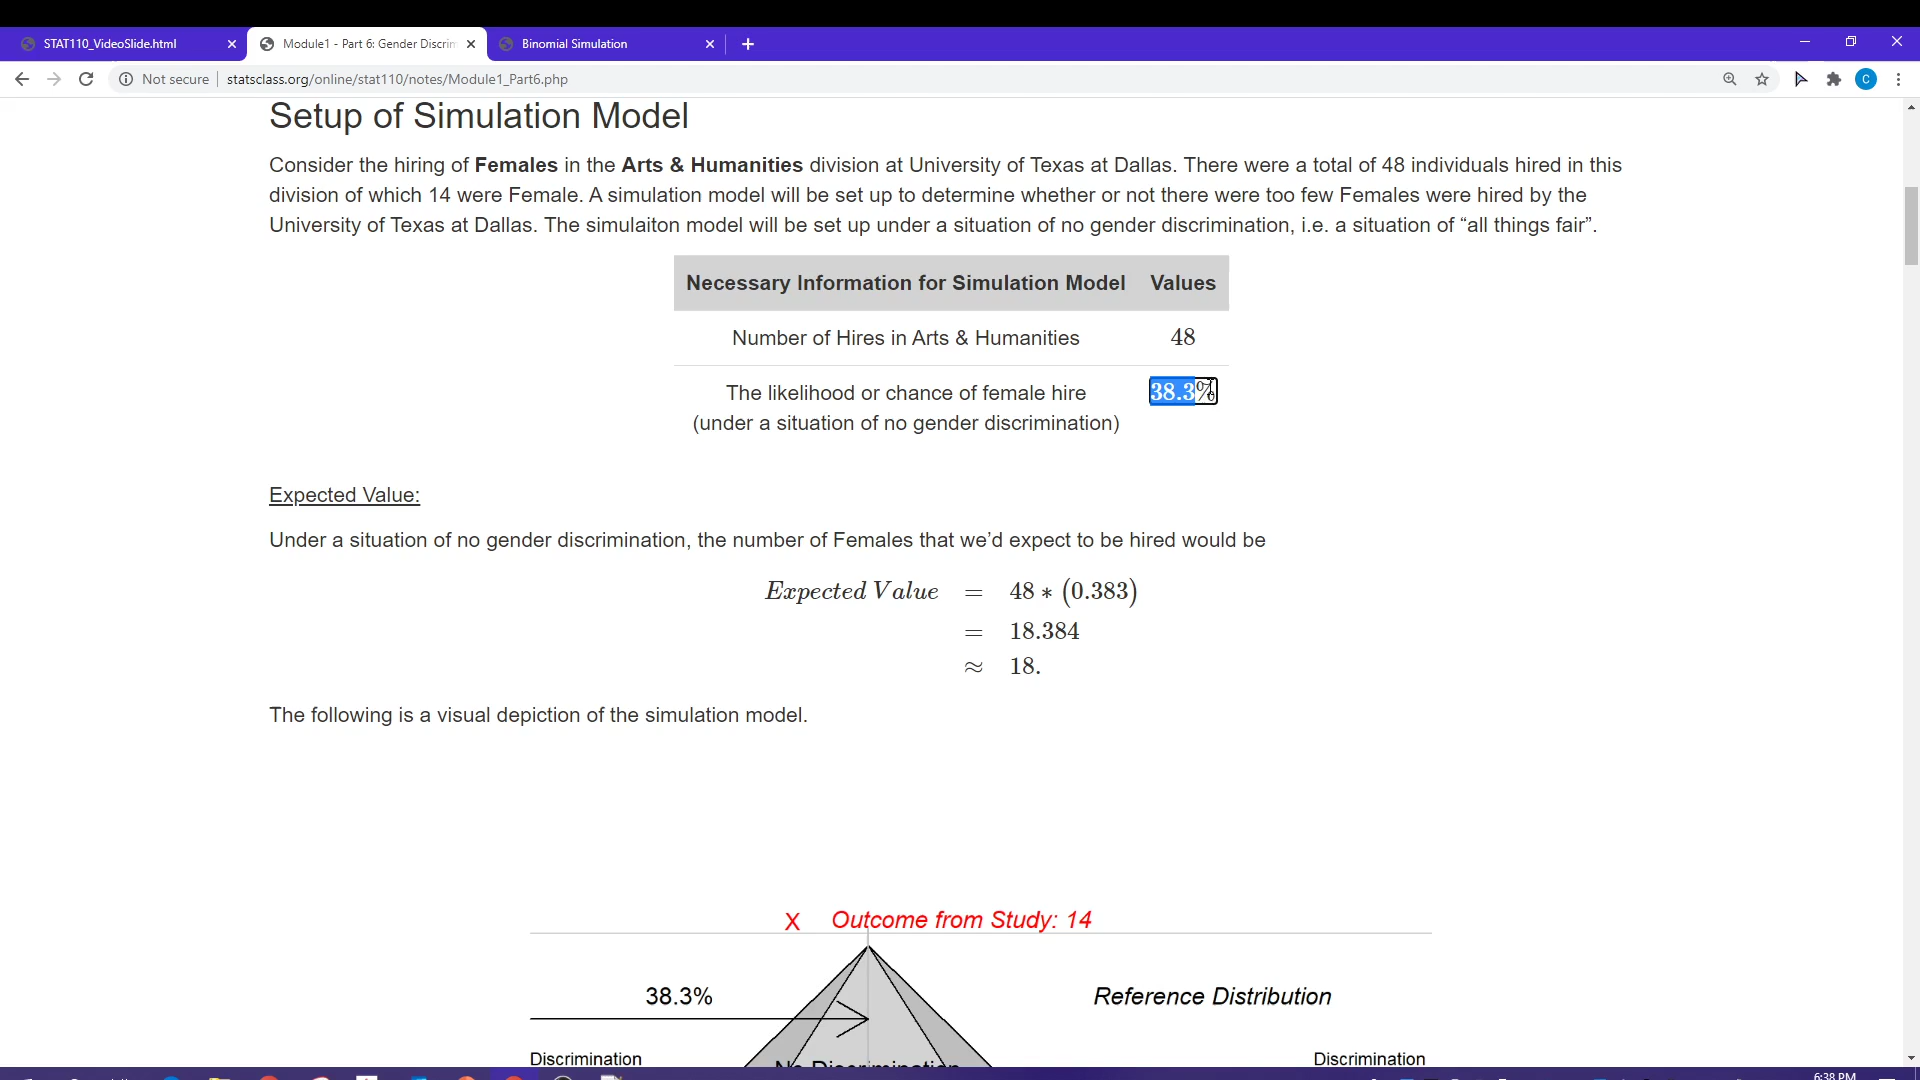 STAT110_VideoSlide.html
Module1 - Part 6: Gender Discrim
Binomial Simulation
Not secure
statsclass.org/online/stat110/notes/Module1_Part6.php
C
Setup of Simulation Model
Consider the hiring of Females in the Arts & Humanities division at University of Texas at Dallas. There were a total of 48 individuals hired in this
division of which 14 were Female. A simulation model will be set up to determine whether or not there were too few Females were hired by the
University of Texas at Dallas. The simulaiton model will be set up under a situation of no gender discrimination, i.e. a situation of “all things fair”.
Necessary Information for Simulation Model Values
Number of Hires in Arts & Humanities 48
The likelihood or chance of female hire 38.3%
(under a situation of no gender discrimination)
Expected Value:
Under a situation of no gender discrimination, the number of Females that we’d expect to be hired would be
Expected Value = 48 ∗ (0.383)
= 18.384
≈ 18.
The following is a visual depiction of the simulation model.
X Outcome from Study: 14
38.3% Reference Distribution
Discrimination Discrimination
No Discrimination
6:38 PM